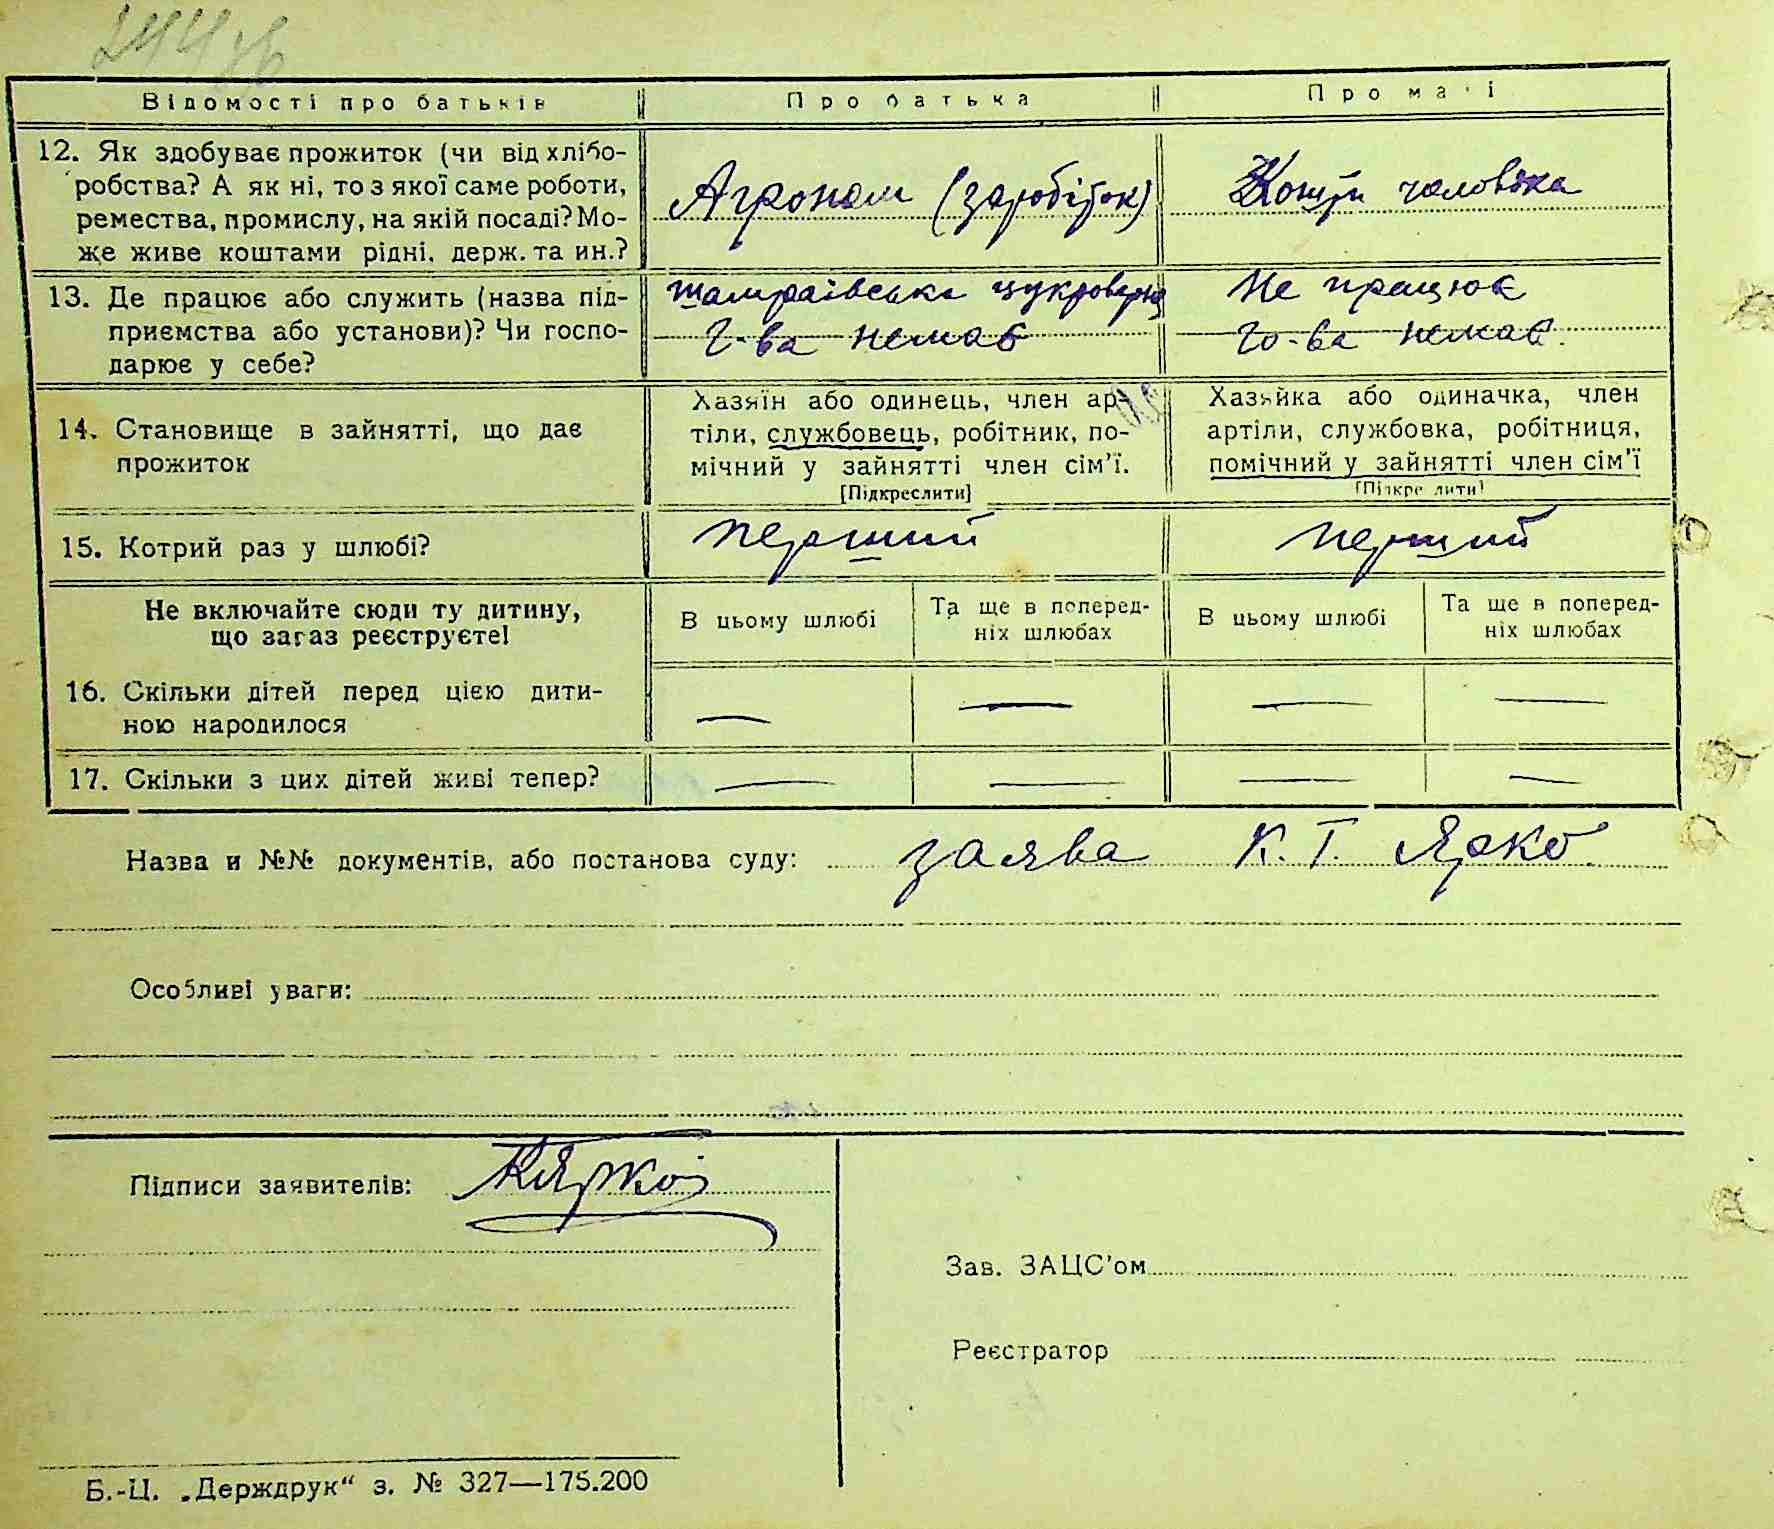 244зв
Відомості про батьків Про батька Про матері
12. Як здобуває прожиток (чи від хлібо-
робства? А як ні, то з якої саме роботи,
ремества, промислу, на якій посаді? Мо-
же живе коштами рідні, держ. та ин.?
Агроном (заробіток)
Кошти чоловіка
13. Де працює або служить (назва під-
приємства або установи)? Чи госпо-
дарює у себе?
Шамраївська цукроварня
Г-ва немає
Не працює
Го-ва немає.
14. Становище в зайнятті, що дає
прожиток
Хазяїн або одинець, член ар-
тіли, службовець, робітник, по-
мічний у зайнятті член сім'ї.
[Підкреслити]
Хазяйка або одиначка, член
артіли, службовка, робітниця,
помічний у зайнятті член сім'ї
[Підкреслити]
15. Котрий раз у шлюбі?
перший
перший
Не включайте сюди ту дитину,
що зараз реєструєте!
В цьому шлюбі
Та ще в поперед-
ніх шлюбах
В цьому шлюбі
Та ще в поперед-
ніх шлюбах
16. Скільки дітей перед цією дити-
ною народилося
— — — —
17. Скільки з цих дітей живі тепер?
— — — —
Назва и №№ документів, або постанова суду: заява К. Г. Ярко
Особливі уваги:
Підписи заявителів: КЯрко
Зав. ЗАЦС'ом
Реєстратор
Б.-Ц. „Держдрук“ з. № 327—175.200